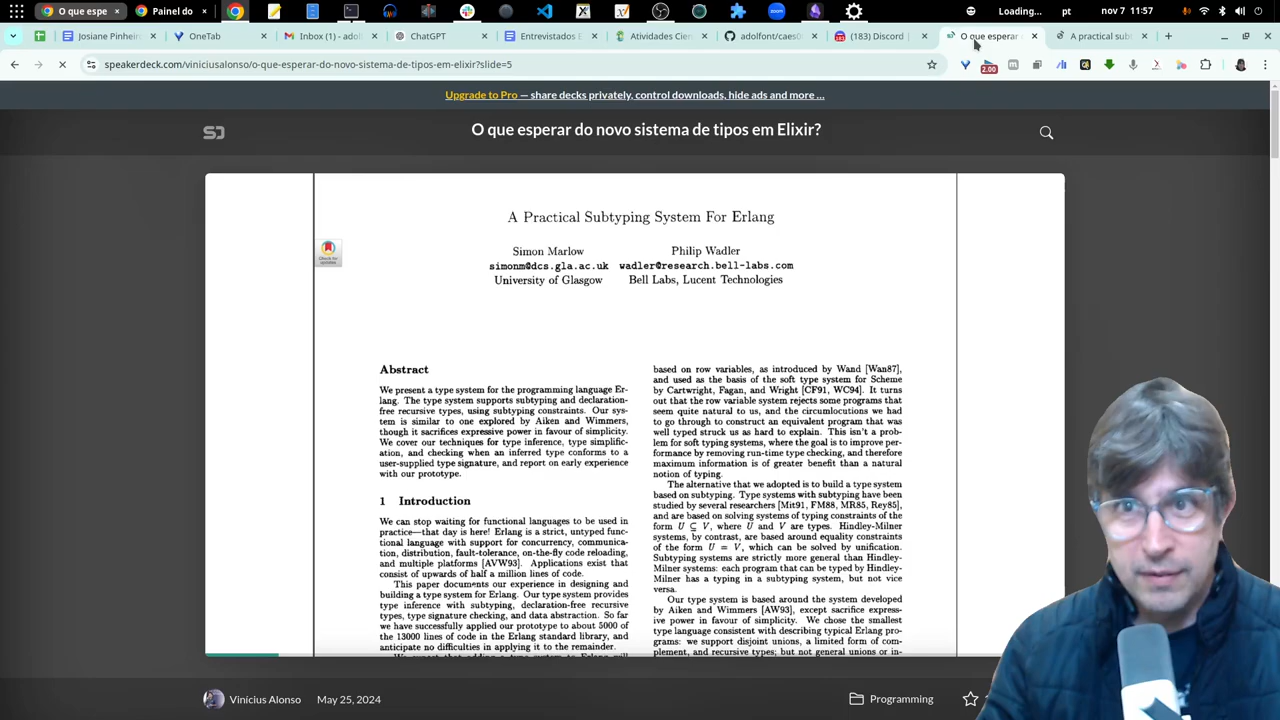 O que espe
Painel do
Loading...
pt
nov 7 11:57
Josiane Pinheir
OneTab
Inbox (1) - adol
ChatGPT
Entrevistados E
Atividades Cien
adolfont/caes0
(183) Discord
O que esperar
A practical sub
speakerdeck.com/viniciusalonso/o-que-esperar-do-novo-sistema-de-tipos-em-elixir?slide=5
2.00
Upgrade to Pro — share decks privately, control downloads, hide ads and more ...
O que esperar do novo sistema de tipos em Elixir?
A Practical Subtyping System For Erlang
Simon Marlow
simonm@dcs.gla.ac.uk
University of Glasgow
Philip Wadler
wadler@research.bell-labs.com
Bell Labs, Lucent Technologies
Check for updates
Abstract
We present a type system for the programming language Er-
lang. The type system supports subtyping and declaration-
free recursive types, using subtyping constraints. Our sys-
tem is similar to one explored by Aiken and Wimmers,
though it sacrifices expressive power in favour of simplicity.
We cover our techniques for type inference, type simplific-
ation, and checking when an inferred type conforms to a
user-supplied type signature, and report on early experience
with our prototype.
1 Introduction
We can stop waiting for functional languages to be used in
practice—that day is here! Erlang is a strict, untyped func-
tional language with support for concurrency, communica-
tion, distribution, fault-tolerance, on-the-fly code reloading,
and multiple platforms [AVW93]. Applications exist that
consist of upwards of half a million lines of code.
This paper documents our experience in designing and
building a type system for Erlang. Our type system provides
type inference with subtyping, declaration-free recursive
types, type signature checking, and data abstraction. So far
we have successfully applied our prototype to about 5000 of
the 13000 lines of code in the Erlang standard library, and
anticipate no difficulties in applying it to the remainder.
based on row variables, as introduced by Wand [Wan87],
and used as the basis of the soft type system for Scheme
by Cartwright, Fagan, and Wright [CF91, WC94]. It turns
out that the row variable system rejects some programs that
seem quite natural to us, and the circumlocutions we had
to go through to construct an equivalent program that was
well typed struck us as hard to explain. This isn't a prob-
lem for soft typing systems, where the goal is to improve per-
formance by removing run-time type checking, and therefore
maximum information is of greater benefit than a natural
notion of typing.
The alternative that we adopted is to build a type system
based on subtyping. Type systems with subtyping have been
studied by several researchers [Mit91, FM88, MR85, Rey85],
and are based on solving systems of typing constraints of the
form U ⊆ V, where U and V are types. Hindley-Milner
systems, by contrast, are based around equality constraints
of the form U = V, which can be solved by unification.
Subtyping systems are strictly more general than Hindley-
Milner systems: each program that can be typed by Hindley-
Milner has a typing in a subtyping system, but not vice
versa.
Our type system is based around the system developed
by Aiken and Wimmers [AW93], except sacrifice express-
ive power in favour of simplicity. We chose the smallest
type language consistent with describing typical Erlang pro-
grams: we support disjoint unions, a limited form of com-
plement, and recursive types; but not general unions or in-
Vinícius Alonso
May 25, 2024
Programming